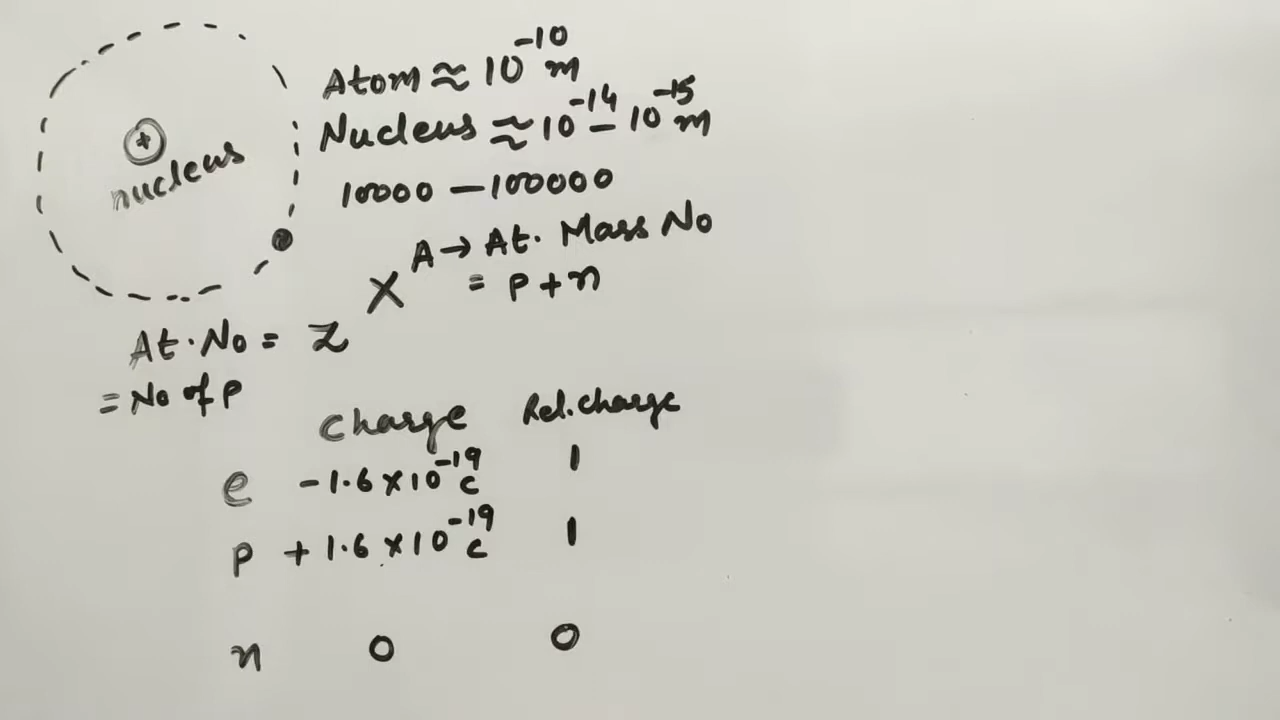 Atom ≈ 10⁻¹⁰ m
+
Nucleus ≈ 10⁻¹⁴ – 10⁻¹⁵ m
nucleus
10000 – 100000
A → At. Mass No
X = P + n
At. No = Z
= No of P
Charge Rel. charge
e -1.6 × 10⁻¹⁹ c 1
P + 1.6 × 10⁻¹⁹ c 1
n 0 0